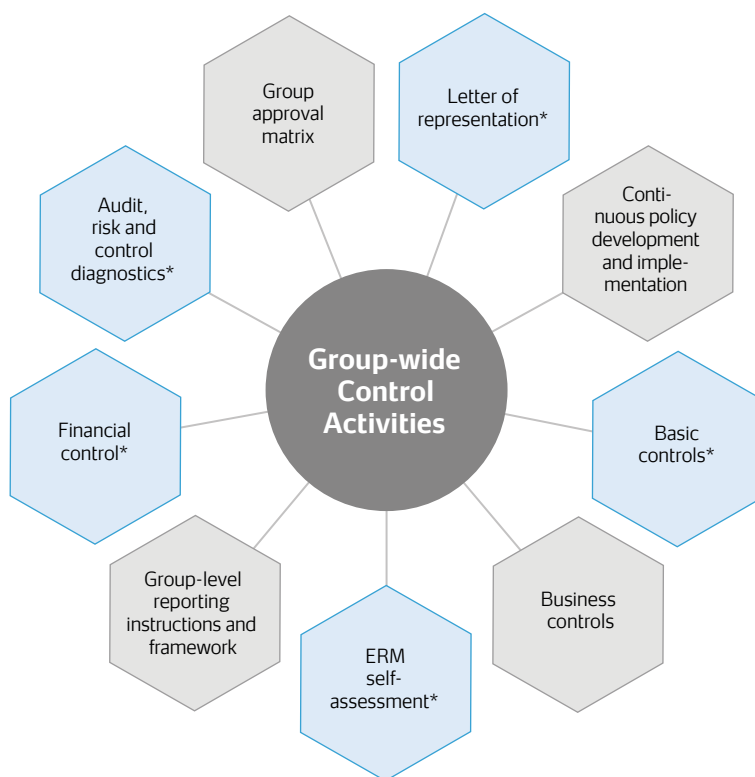 Group
approval
matrix
Letter of
representation*
Audit,
risk and
control
diagnostics*
Conti-
nuous policy
development
and imple-
mentation
Group-wide
Control
Activities
Financial
control*
Basic
controls*
Group-level
reporting
instructions and
framework
Business
controls
ERM
self-
assessment*